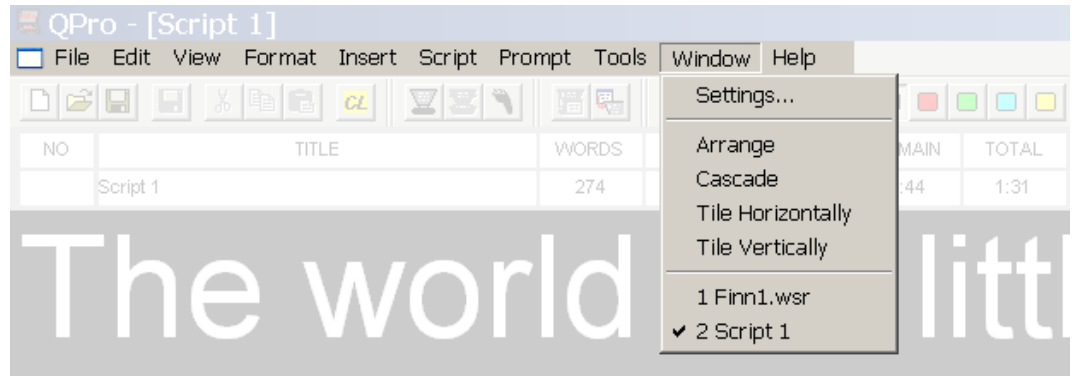 QPro - [Script 1]
File Edit View Format Insert Script Prompt Tools Window Help
CL
Settings...
NO TITLE WORDS MAIN TOTAL
Arrange
Script 1 274 :44 1:31
Cascade
Tile Horizontally
Tile Vertically
The world littl
1 Finn1.wsr
✔ 2 Script 1